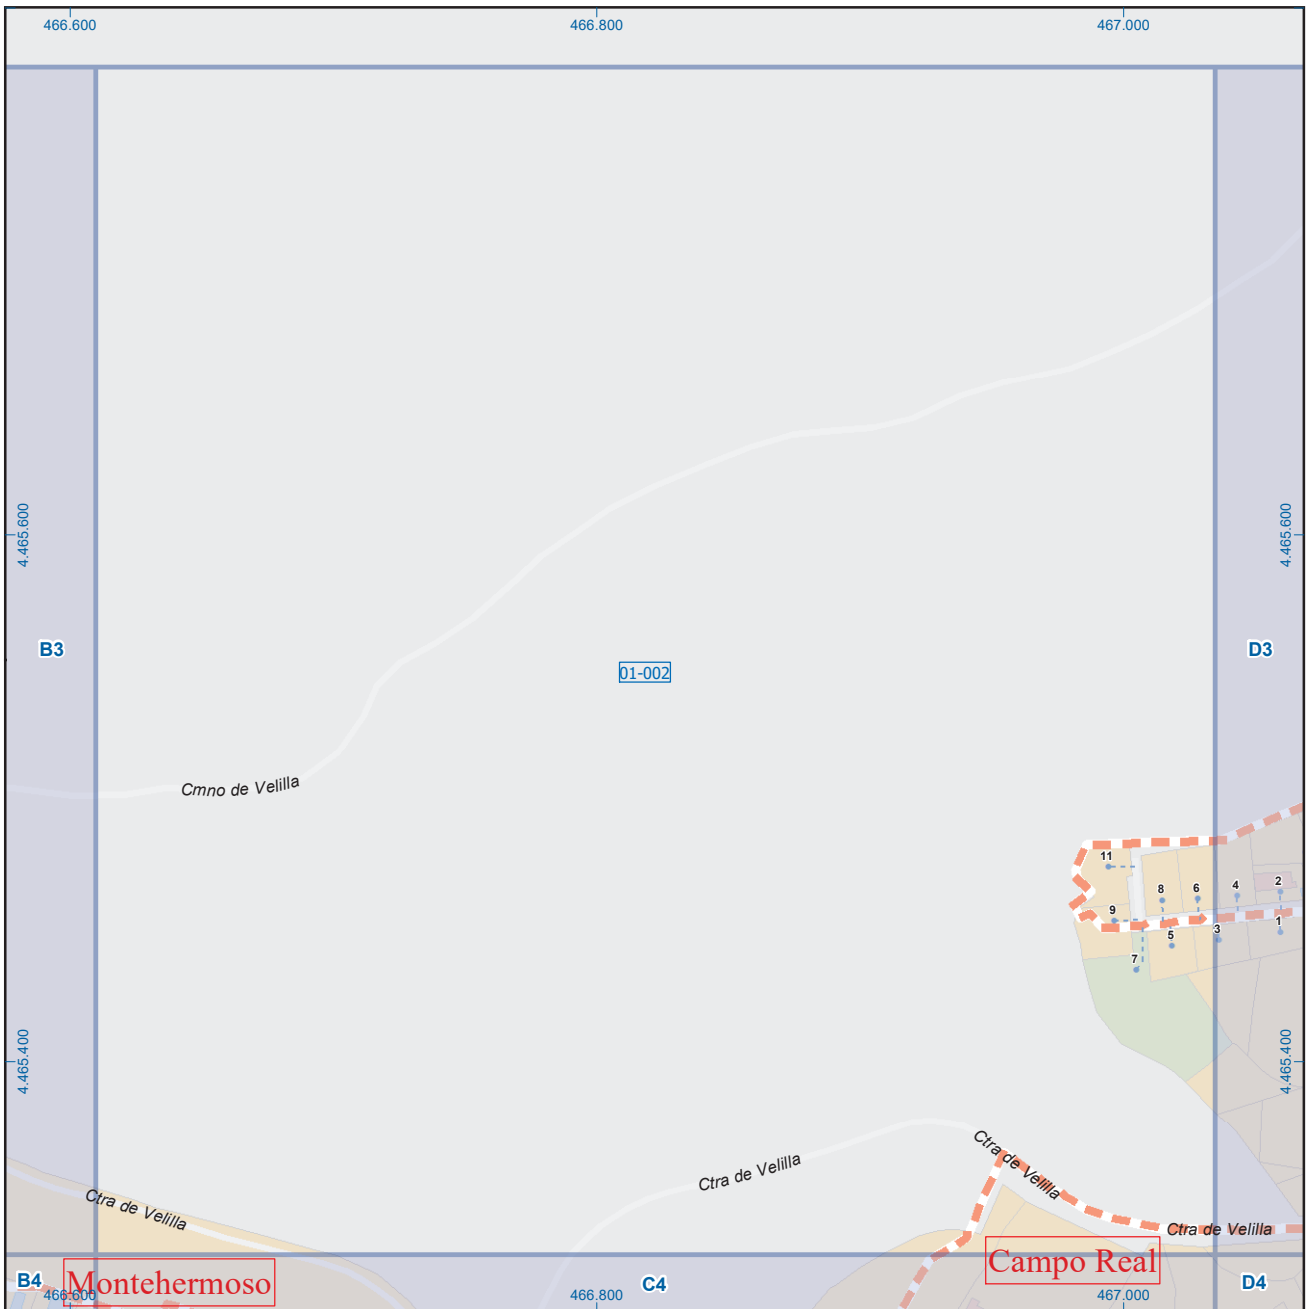 466.600
466.800
467.000
4.465.600
4.465.600
B3
D3
01-002
Cmno de Velilla
11
8
6
4
2
9
5
3
1
7
4.465.400
4.465.400
Ctra de Velilla
Ctra de Velilla
Ctra de Velilla
Ctra de Velilla
Campo Real
B4
Montehermoso
C4
D4
466.600
466.800
467.000